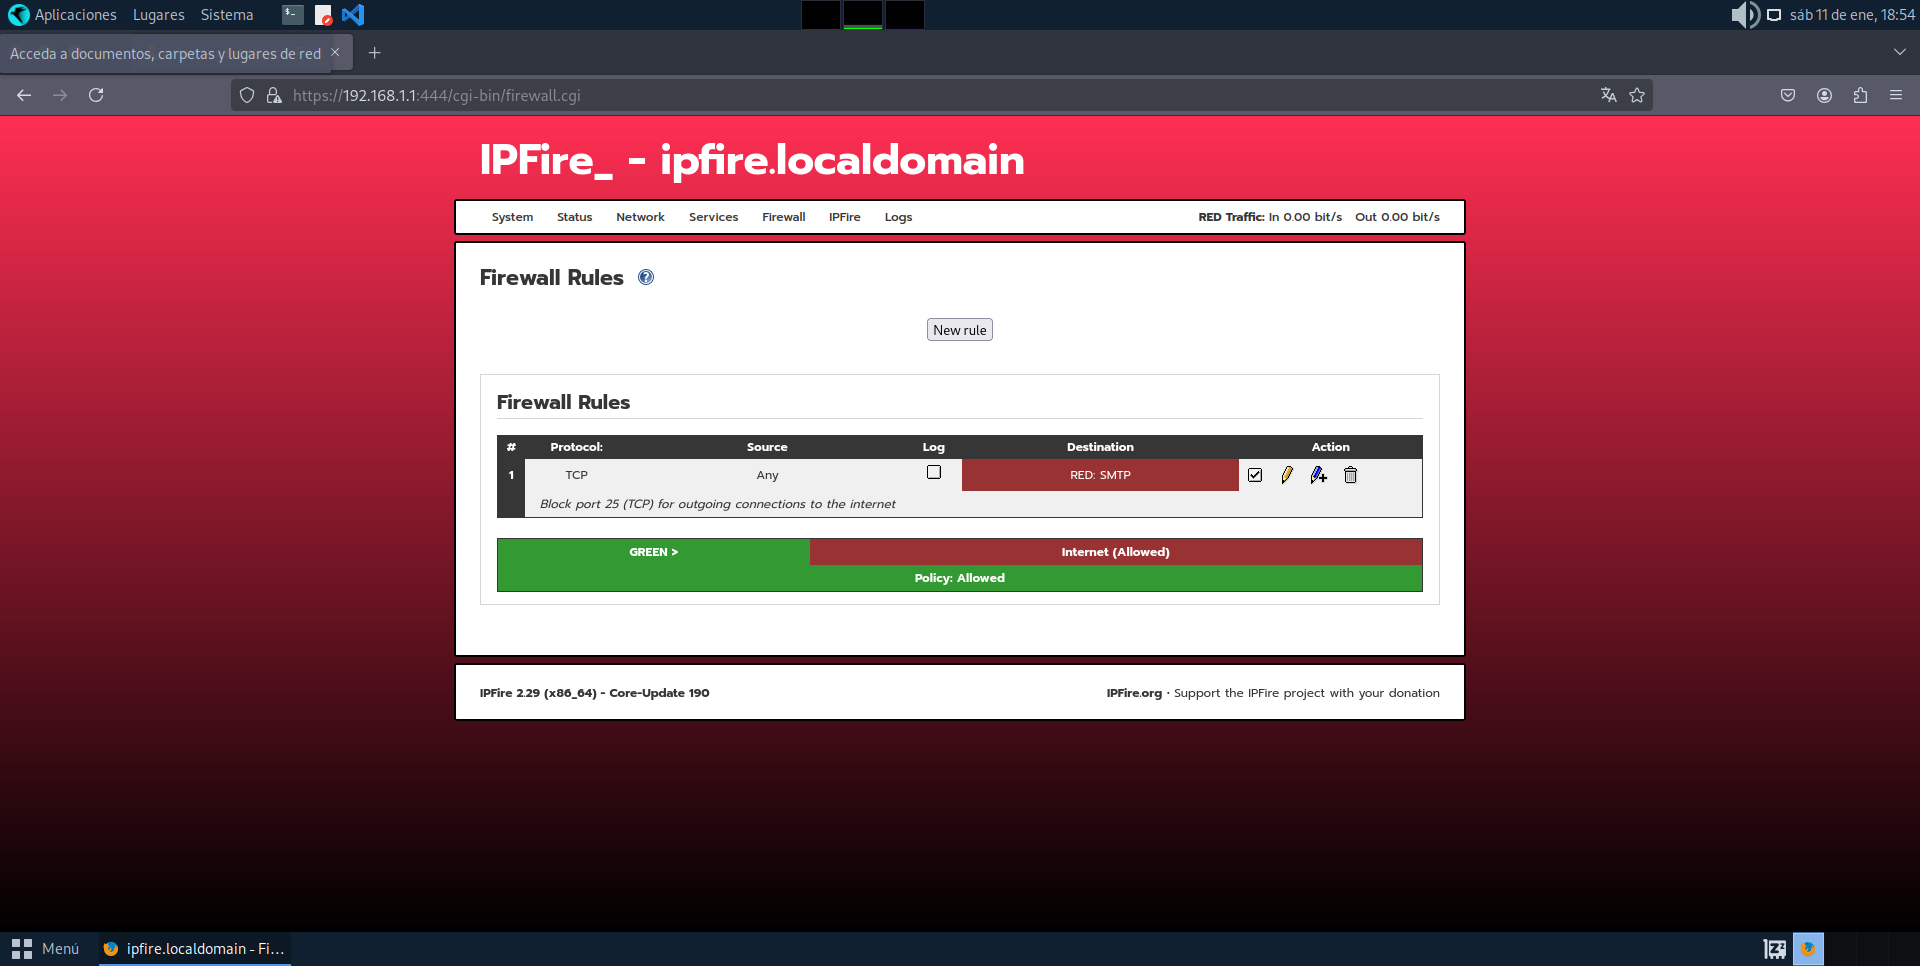 Aplicaciones Lugares Sistema
sáb 11 de ene, 18:54
Acceda a documentos, carpetas y lugares de red
https://192.168.1.1:444/cgi-bin/firewall.cgi
IPFire_ - ipfire.localdomain
System Status Network Services Firewall IPFire Logs RED Traffic: In 0.00 bit/s Out 0.00 bit/s
Firewall Rules
New rule
Firewall Rules
# Protocol: Source Log Destination Action
1 TCP Any RED: SMTP
Block port 25 (TCP) for outgoing connections to the internet
GREEN > Internet (Allowed)
Policy: Allowed
IPFire 2.29 (x86_64) - Core-Update 190 IPFire.org • Support the IPFire project with your donation
Menú ipfire.localdomain - Fi...